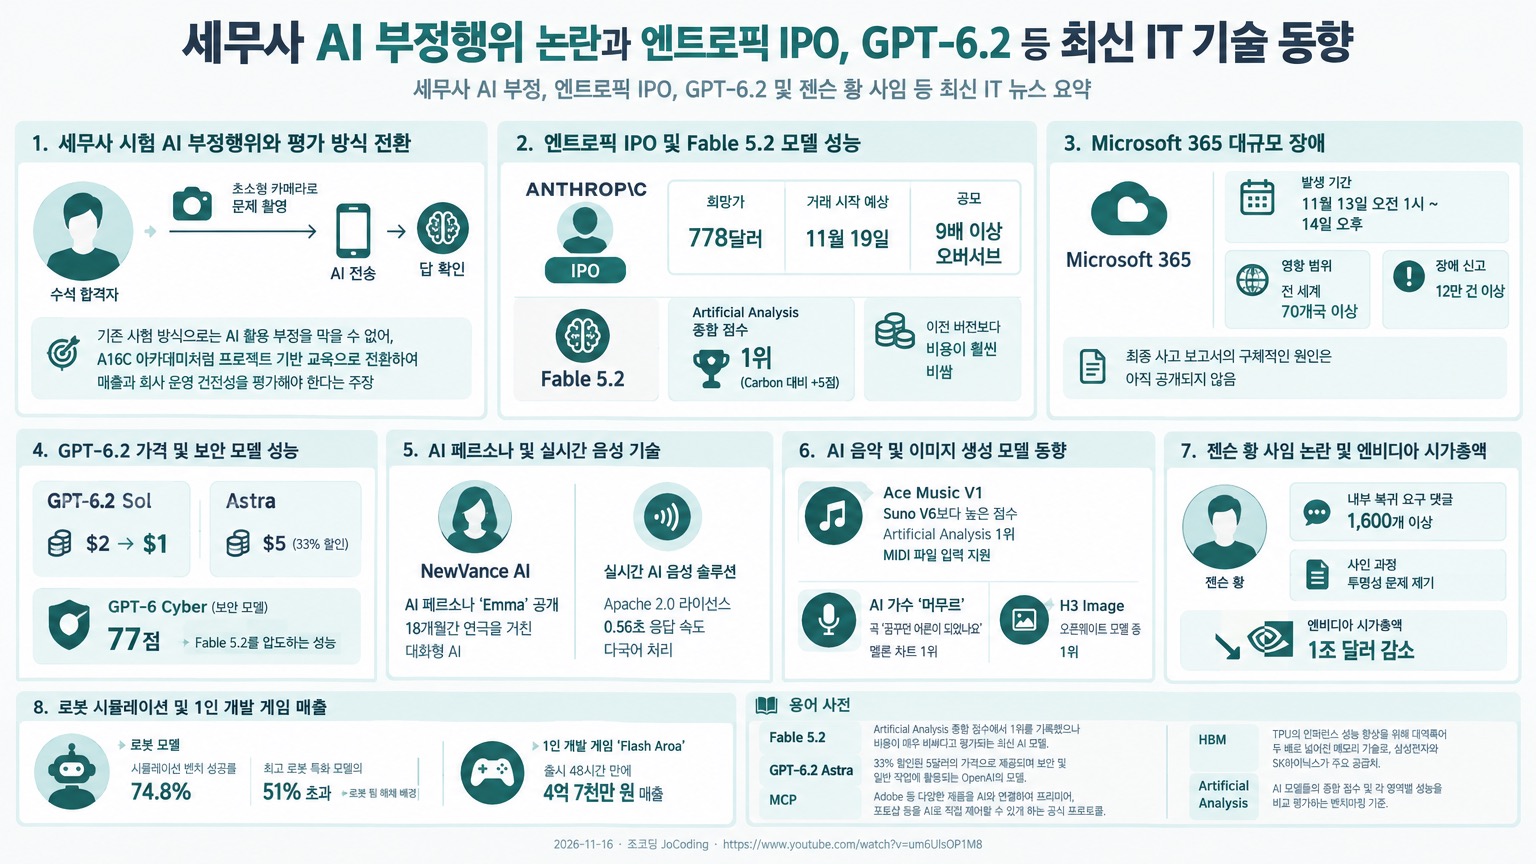 세무사 AI 부정행위 논란과 엔트로픽 IPO, GPT-6.2 등 최신 IT 기술 동향
세무사 AI 부정, 엔트로픽 IPO, GPT-6.2 및 젠슨 황 사임 등 최신 IT 뉴스 요약
1. 세무사 시험 AI 부정행위와 평가 방식 전환
초소형 카메라로
문제 촬영
수석 합격자
AI 전송
답 확인
기존 시험 방식으로는 AI 활용 부정을 막을 수 없어,
A16C 아카데미처럼 프로젝트 기반 교육으로 전환하여
매출과 회사 운영 건전성을 평가해야 한다는 주장
2. 엔트로픽 IPO 및 Fable 5.2 모델 성능
ANTHROP\C
IPO
희망가
778달러
거래 시작 예상
11월 19일
공모
9배 이상
오버서브
Fable 5.2
Artificial Analysis
종합 점수
1위
(Carbon 대비 +5점)
이전 버전보다
비용이 훨씬
비쌈
3. Microsoft 365 대규모 장애
Microsoft 365
발생 기간
11월 13일 오전 1시 ~
14일 오후
영향 범위
전 세계
70개국 이상
장애 신고
12만 건 이상
최종 사고 보고서의 구체적인 원인은
아직 공개되지 않음
4. GPT-6.2 가격 및 보안 모델 성능
GPT-6.2 Sol
$2 → $1
Astra
$5 (33% 할인)
GPT-6 Cyber (보안 모델)
77점
Fable 5.2를 압도하는 성능
5. AI 페르소나 및 실시간 음성 기술
NewVance AI
AI 페르소나 ‘Emma’ 공개
18개월간 연극을 거친
대화형 AI
실시간 AI 음성 솔루션
Apache 2.0 라이선스
0.56초 응답 속도
다국어 처리
6. AI 음악 및 이미지 생성 모델 동향
Ace Music V1
Suno V6보다 높은 점수
Artificial Analysis 1위
MIDI 파일 입력 지원
AI 가수 ‘머무르’
곡 ‘꿈꾸던 어른이 되었나요’
멜론 차트 1위
H3 Image
오픈웨이트 모델 중
1위
7. 젠슨 황 사임 논란 및 엔비디아 시가총액
젠슨 황
내부 복귀 요구 댓글
1,600개 이상
사인 과정
투명성 문제 제기
엔비디아 시가총액
1조 달러 감소
8. 로봇 시뮬레이션 및 1인 개발 게임 매출
로봇 모델
시뮬레이션 벤치 성공률
74.8%
최고 로봇 특화 모델의
51% 초과
로봇 팀 해체 배경
1인 개발 게임 ‘Flash Aroa’
출시 48시간 만에
4억 7천만 원 매출
용어 사전
Fable 5.2
Artificial Analysis 종합 점수에서 1위를 기록했으나
비용이 매우 비싸다고 평가되는 최신 AI 모델.
GPT-6.2 Astra
33% 할인된 5달러의 가격으로 제공되며 보안 및
일반 작업에 활용되는 OpenAI의 모델.
MCP
Adobe 등 다양한 제품을 AI와 연결하여 프리미어,
포토샵 등을 AI로 직접 제어할 수 있게 하는 공식 프로토콜.
HBM
TPU의 인퍼런스 성능 향상을 위해 대역폭이
두 배로 넓어진 메모리 기술로, 삼성전자와
SK하이닉스가 주요 공급처.
Artificial
Analysis
AI 모델들의 종합 점수 및 각 영역별 성능을
비교 평가하는 벤치마킹 기준.
2026-11-16 · 조코딩 JoCoding · https://www.youtube.com/watch?v=um6UlsOP1M8